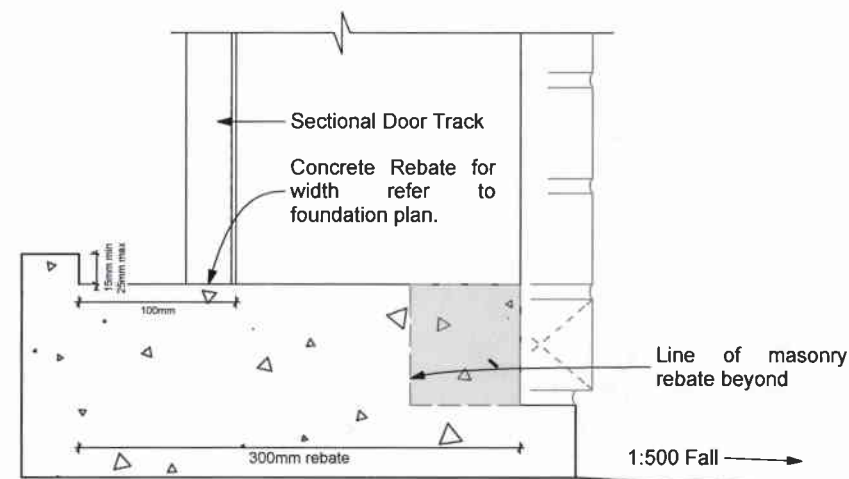 Sectional Door Track
Concrete Rebate for
width refer to
foundation plan.
15mm min
25mm max
100mm
Line of masonry
rebate beyond
300mm rebate
1:500 Fall